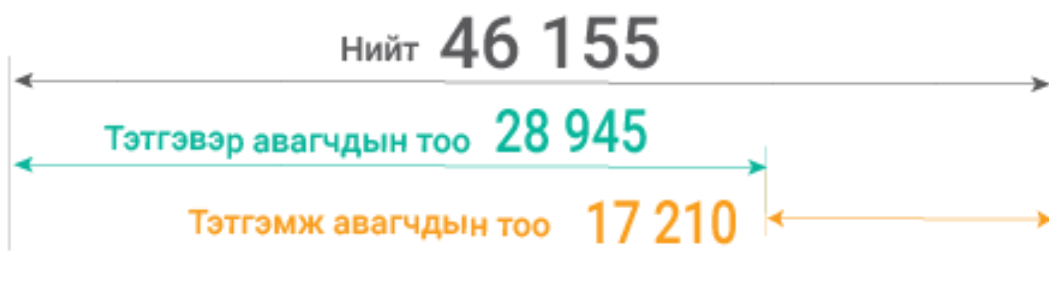 Нийт 46 155
Тэтгэвэр авагчдын тоо 28 945
Тэтгэмж авагчдын тоо 17 210